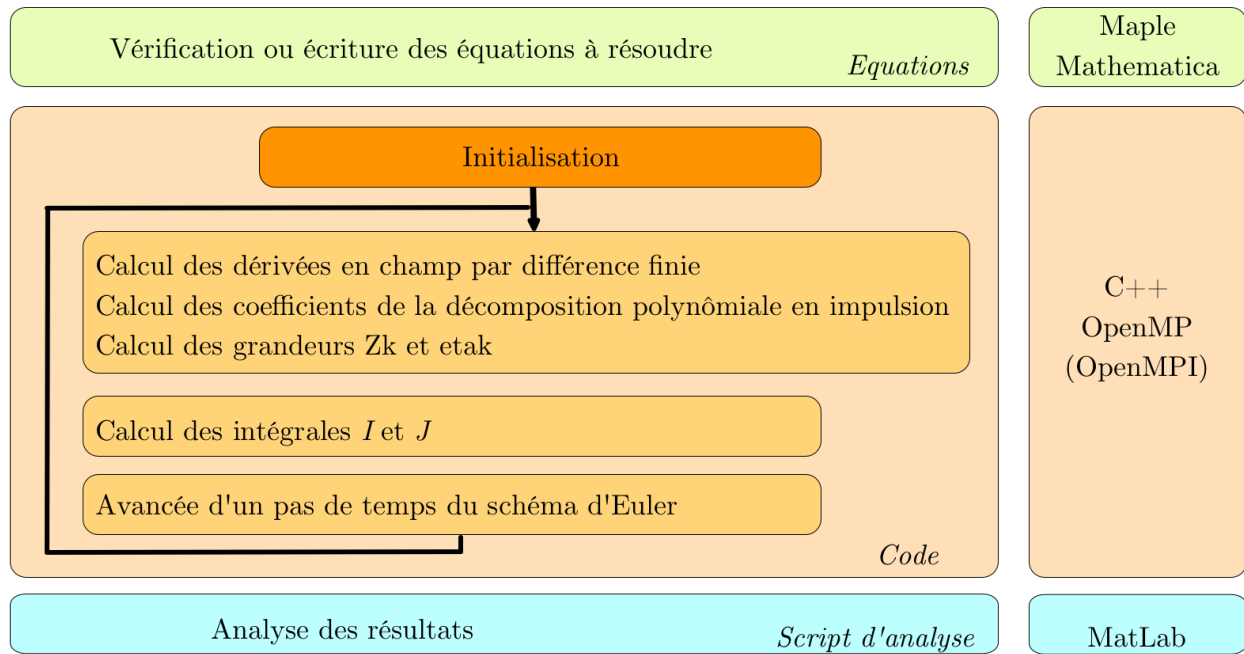 Vérification ou écriture des équations à résoudre
Equations
Maple
Mathematica
Initialisation
Calcul des dérivées en champ par différence finie
Calcul des coefficients de la décomposition polynômiale en impulsion
Calcul des grandeurs Zk et etak
Calcul des intégrales I et J
Avancée d'un pas de temps du schéma d'Euler
Code
C++
OpenMP
(OpenMPI)
Analyse des résultats
Script d'analyse
MatLab